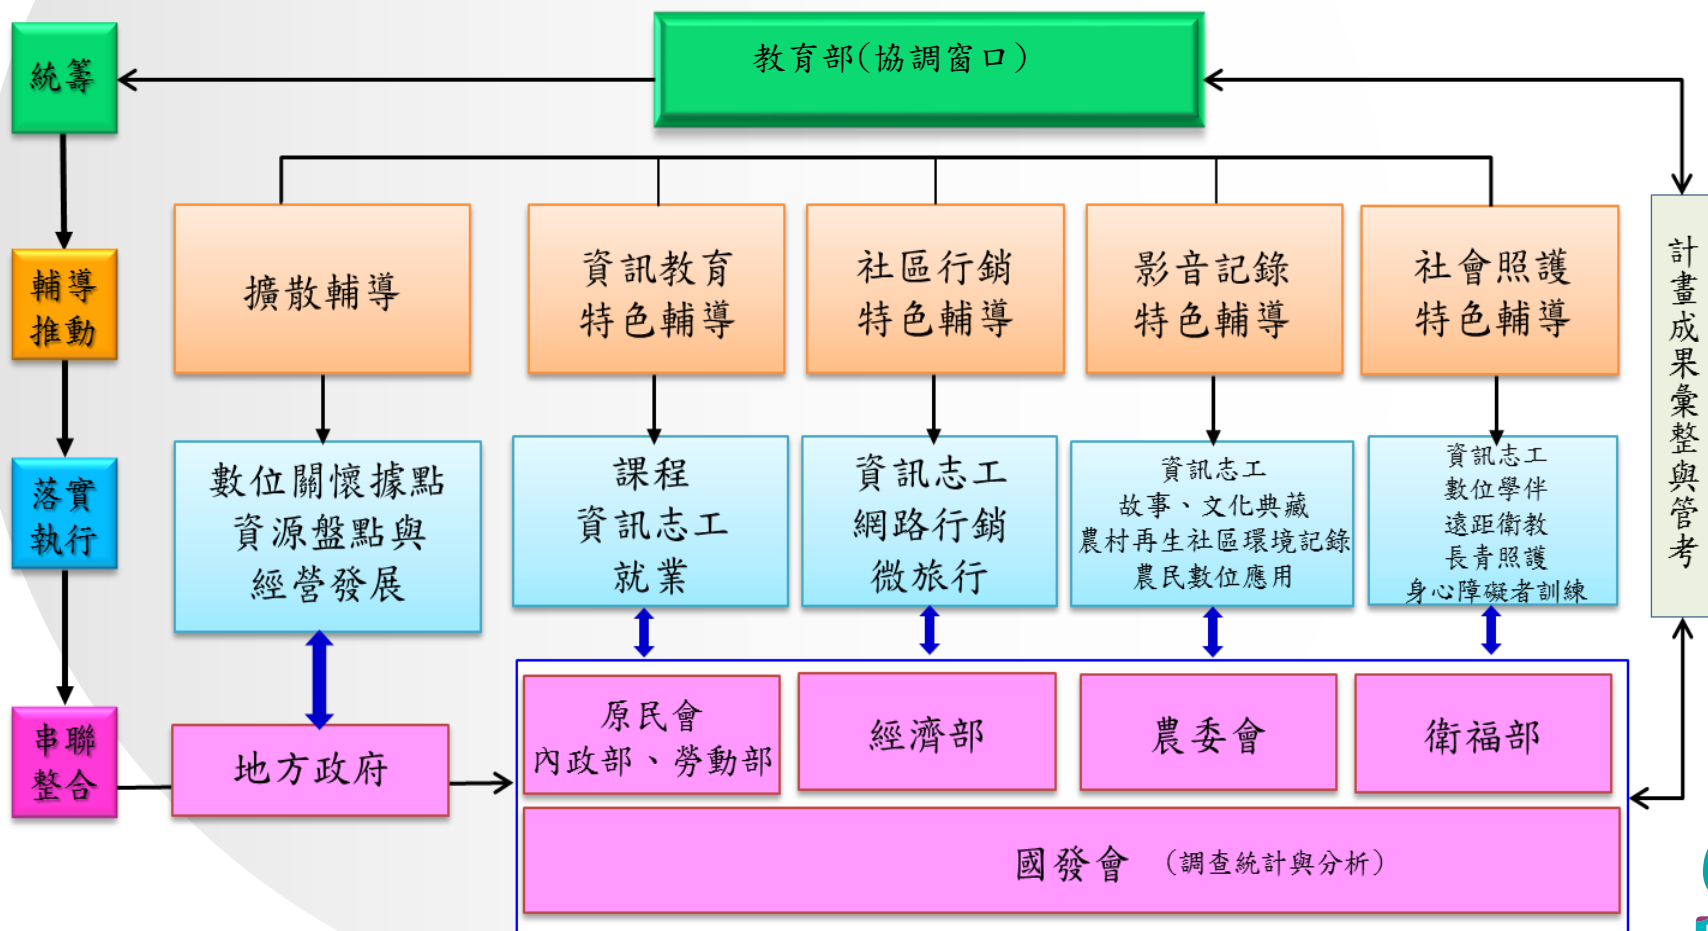 教育部(協調窗口)
統籌
輔導
推動
落實
執行
串聯
整合
擴散輔導
資訊教育
特色輔導
社區行銷
特色輔導
影音記錄
特色輔導
社會照護
特色輔導
數位關懷據點
資源盤點與
經營發展
課程
資訊志工
就業
資訊志工
網路行銷
微旅行
資訊志工
故事、文化典藏
農村再生社區環境記錄
農民數位應用
資訊志工
數位學伴
遠距衛教
長青照護
身心障礙者訓練
地方政府
原民會
內政部、勞動部
經濟部
農委會
衛福部
國發會 (調查統計與分析)
計畫成果彙整與管考